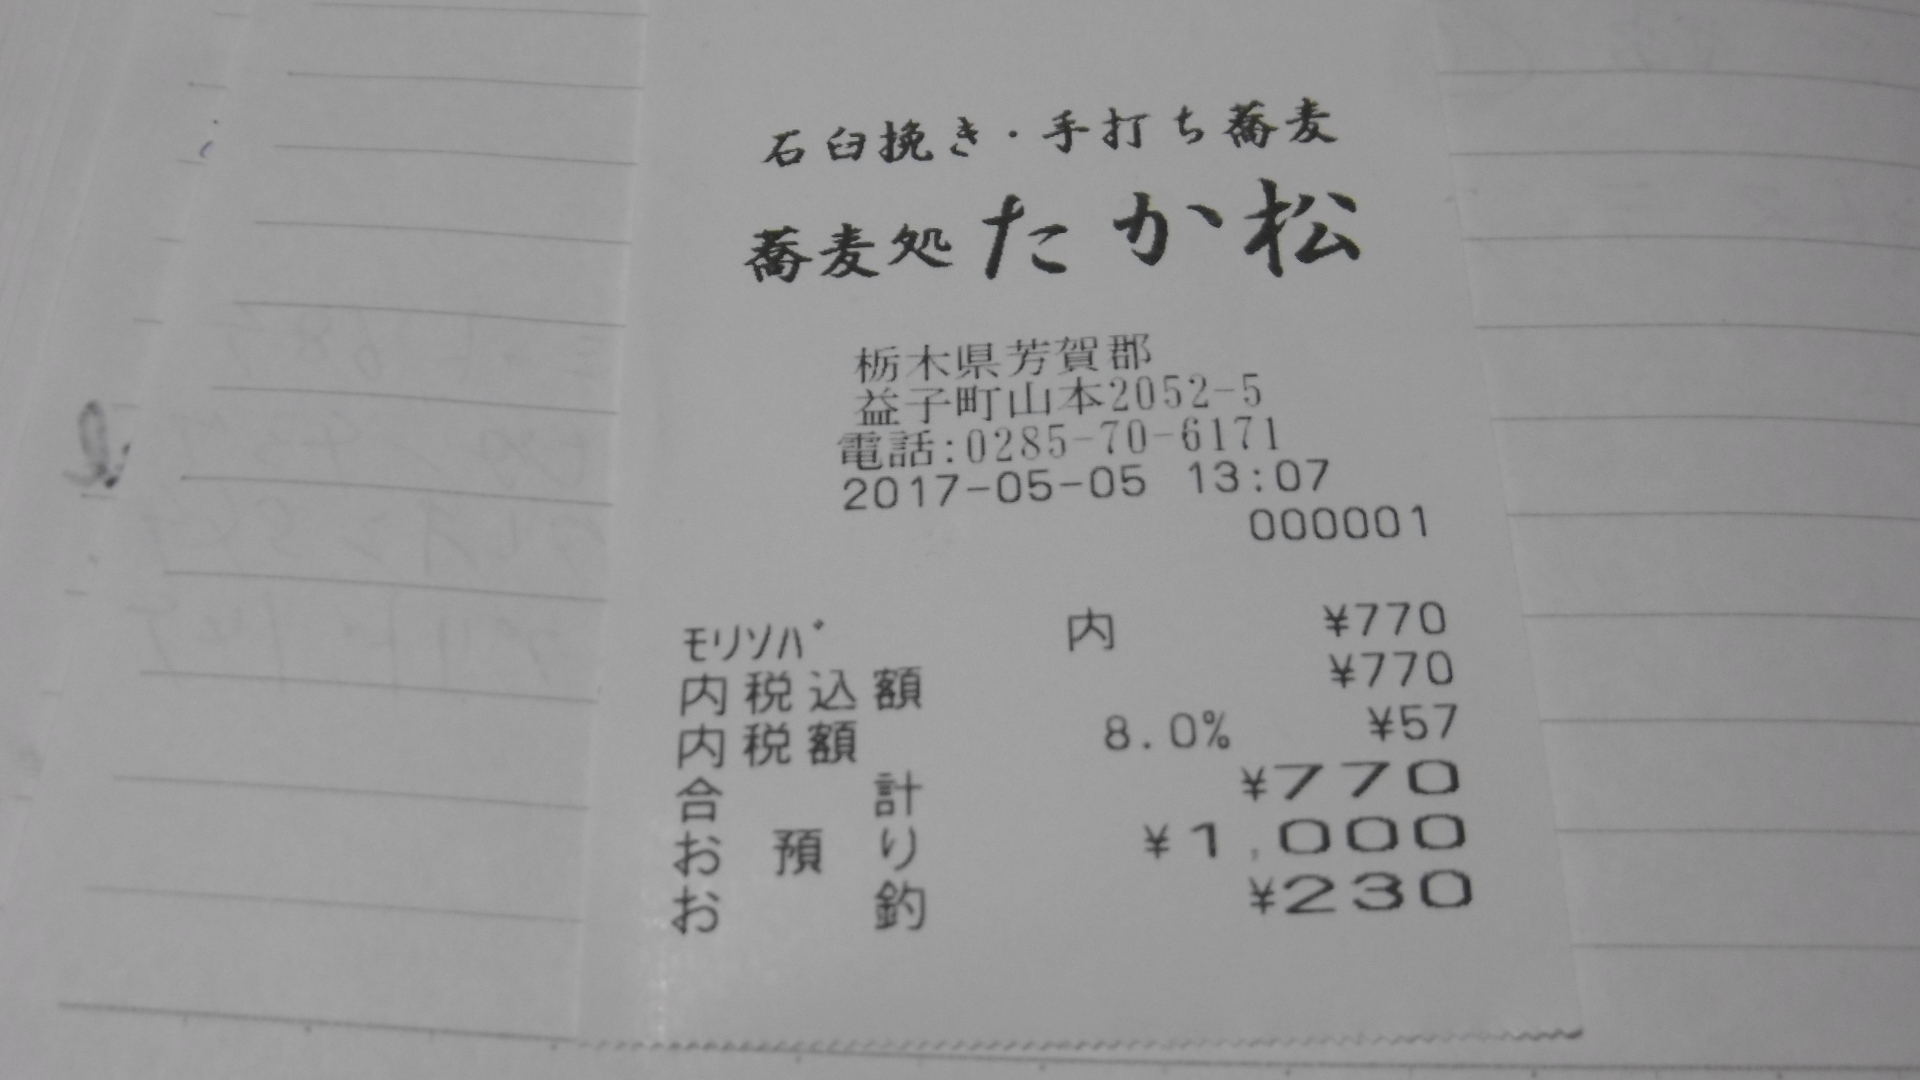 石臼挽き・手打ち蕎麦
蕎麦処 たか松
栃木県芳賀郡
益子町山本2052-5
電話:0285-70-6171
2017-05-05 13:07
000001
ﾓﾘｿﾊﾞ 内 ¥770
内税込額 ¥770
内税額 8.0% ¥57
合計 ¥770
お預り ¥1,000
お釣 ¥230